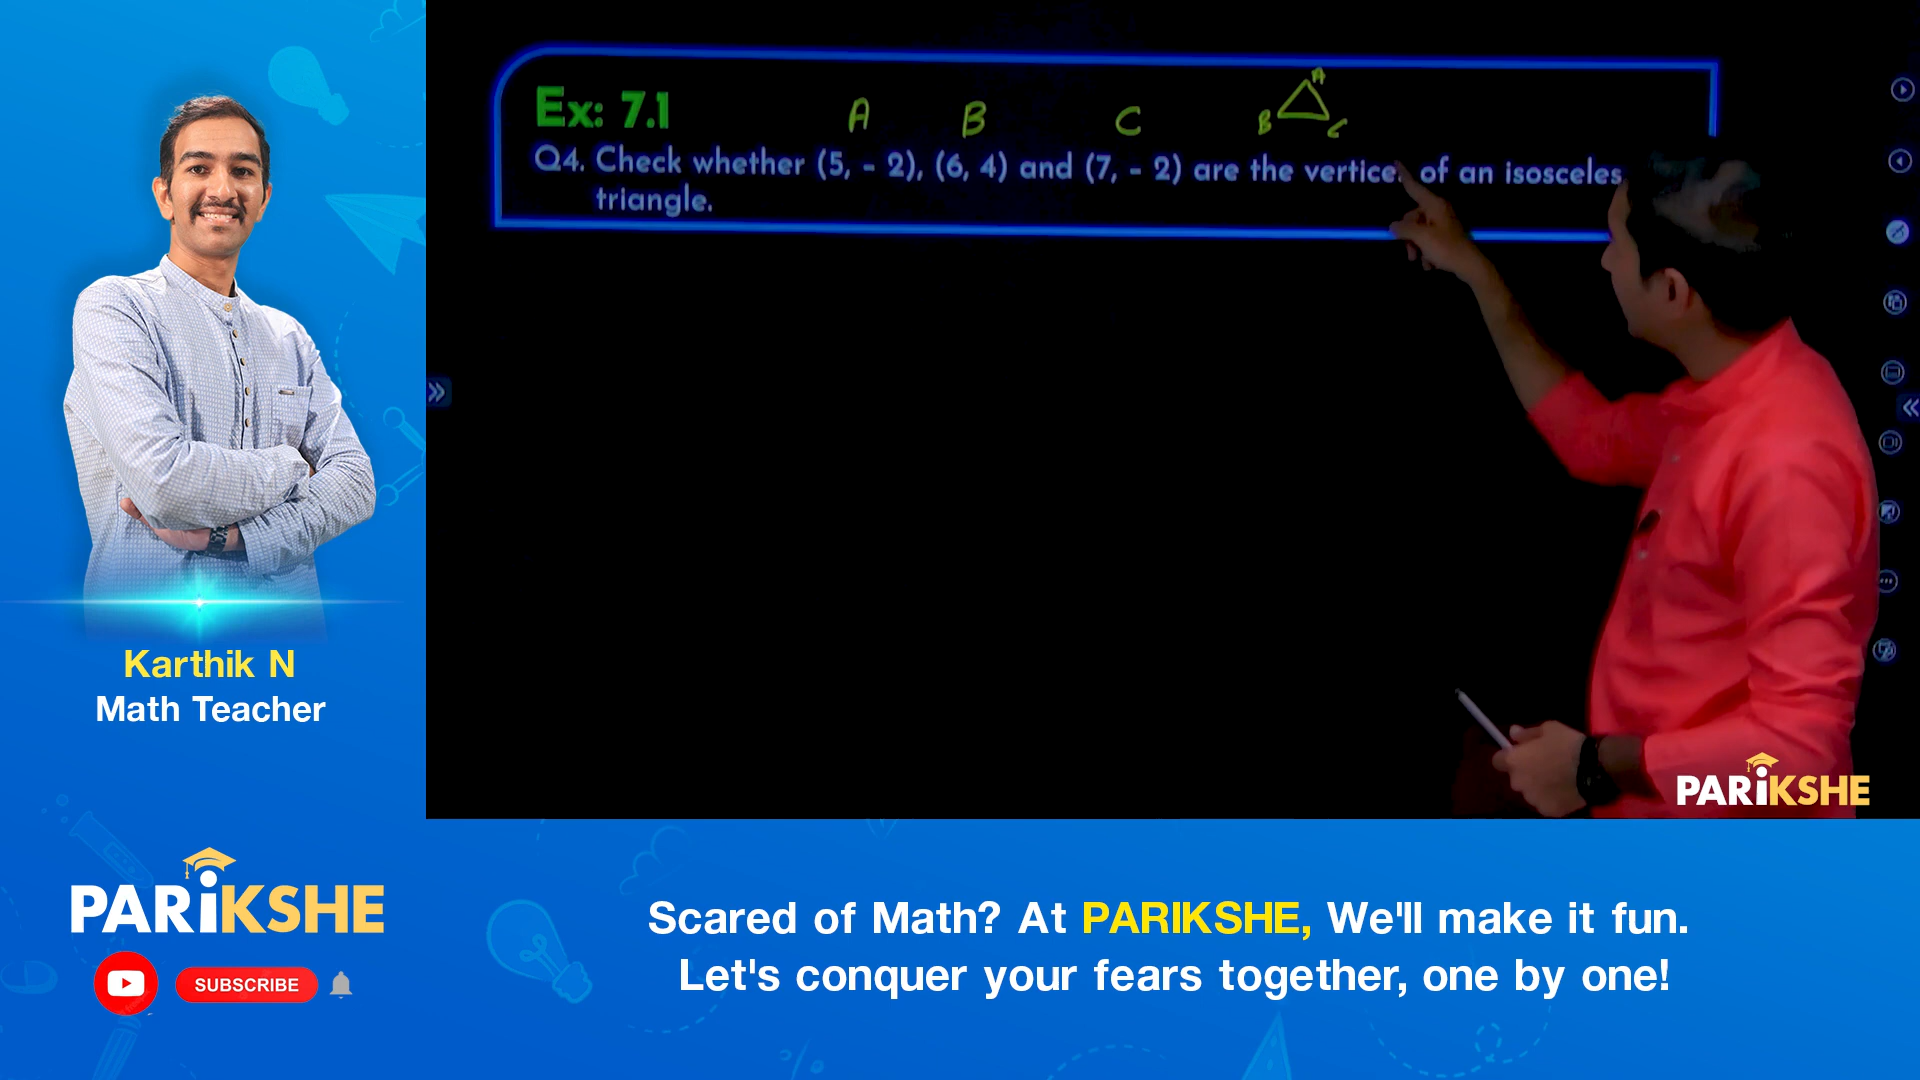 Ex: 7.1
A B C
A
B C
Q4. Check whether (5, - 2), (6, 4) and (7, - 2) are the vertice of an isosceles
triangle.
Karthik N
Math Teacher
PARIKSHE
PARiKSHE
SUBSCRIBE
Scared of Math? At PARIKSHE, We'll make it fun.
Let's conquer your fears together, one by one!